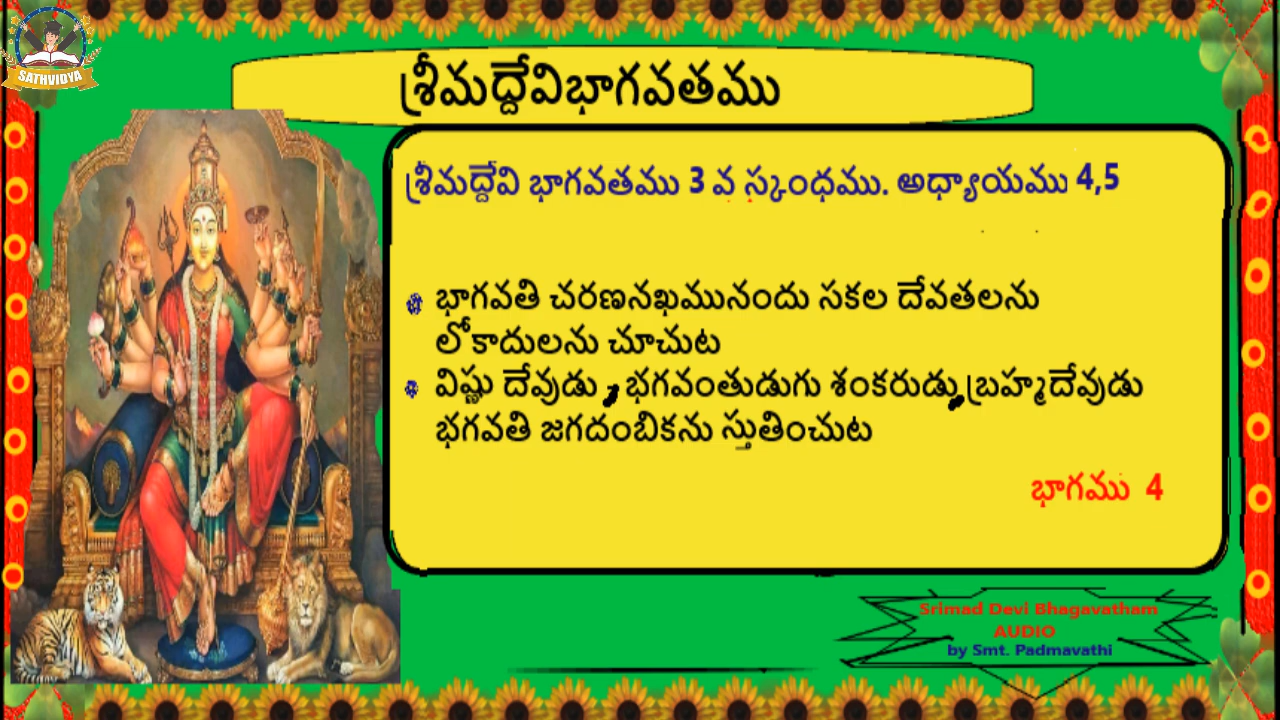 SATHVIDYA
శ్రీమద్దేవిభాగవతము
శ్రీమద్దేవి భాగవతము 3 వ స్కంధము. అధ్యాయము 4,5
భాగవతి చరణనఖమునందు సకల దేవతలను
లోకాదులను చూచుట
విష్ణు దేవుడు , భగవంతుడుగు శంకరుడు,బ్రహ్మదేవుడు
భగవతి జగదంబికను స్తుతించుట
భాగము 4
Srimad Devi Bhagavatham
AUDIO
by Smt. Padmavathi